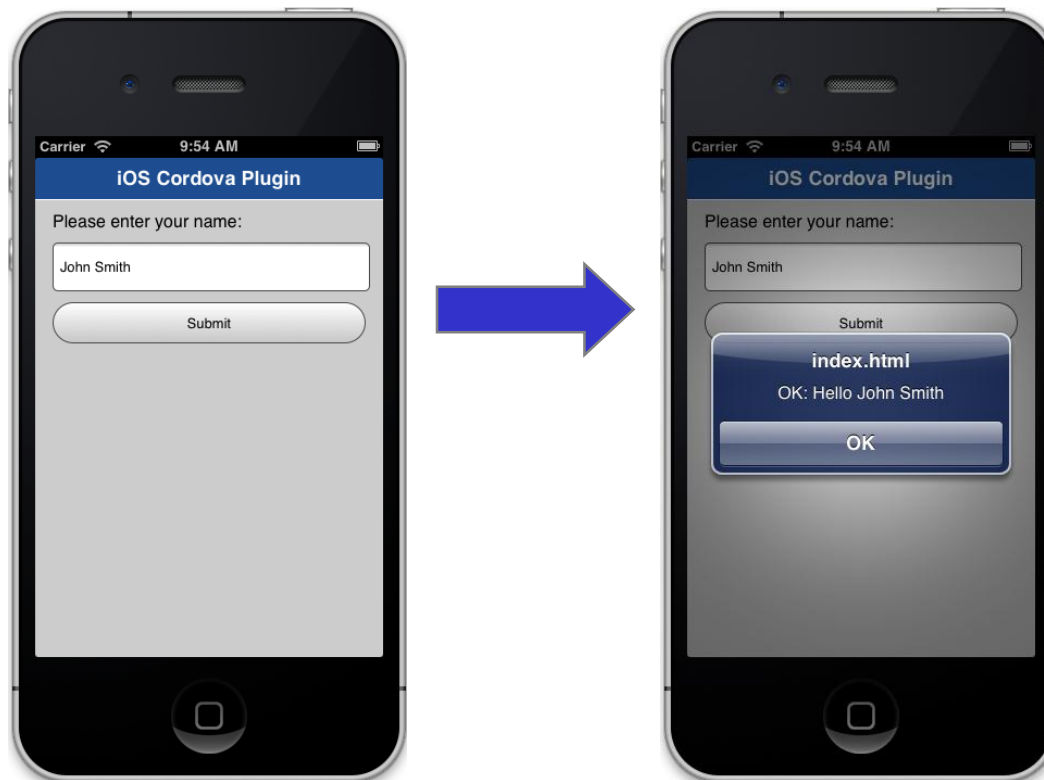 Carrier 9:54 AM
iOS Cordova Plugin
Please enter your name:
John Smith
Submit
Carrier 9:54 AM
iOS Cordova Plugin
Please enter your name:
John Smith
Submit
index.html
OK: Hello John Smith
OK